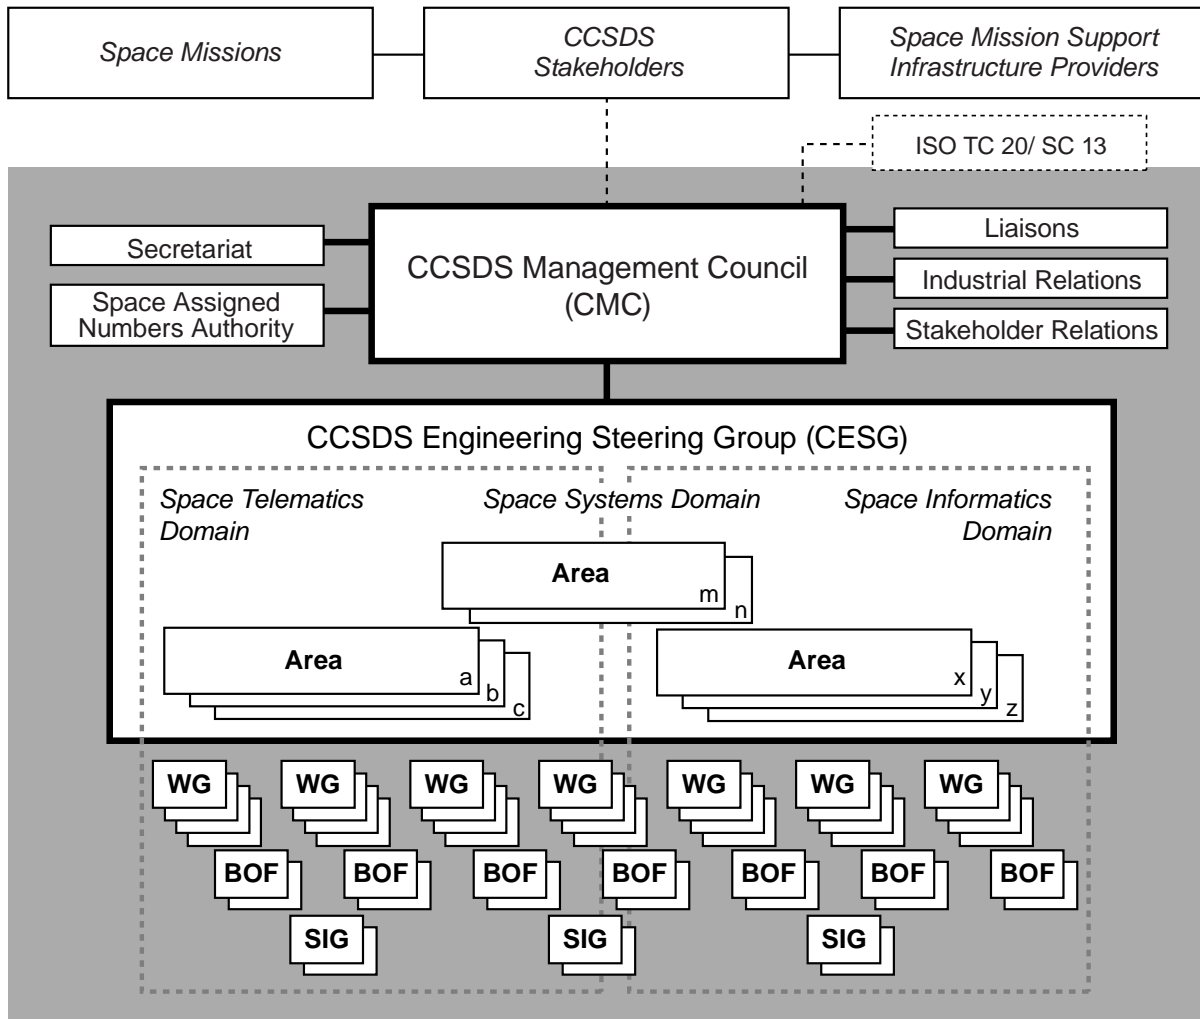 Space Missions
CCSDS
Stakeholders
Space Mission Support
Infrastructure Providers
ISO TC 20/ SC 13
Secretariat
Space Assigned
Numbers Authority
CCSDS Management Council
(CMC)
Liaisons
Industrial Relations
Stakeholder Relations
CCSDS Engineering Steering Group (CESG)
Space Telematics
Domain
Space Systems Domain
Space Informatics
Domain
Area
m
n
Area
a
b
c
Area
x
y
z
WG
WG
WG
WG
WG
WG
WG
BOF
BOF
BOF
BOF
BOF
BOF
BOF
SIG
SIG
SIG